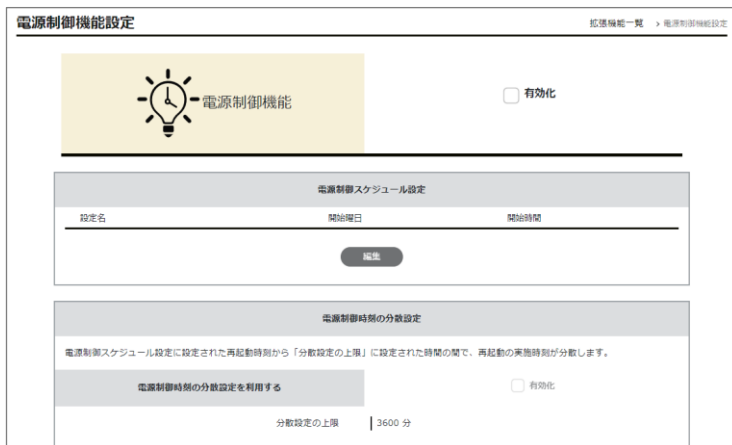 電源制御機能設定
拡張機能一覧 > 電源制御機能設定
電源制御機能
有効化
電源制御スケジュール設定
設定名 開始曜日 開始時間
編集
電源制御時刻の分散設定
電源制御スケジュール設定に設定された再起動時刻から「分散設定の上限」に設定された時間の間で、再起動の実施時刻が分散します。
電源制御時刻の分散設定を利用する 有効化
分散設定の上限 3600 分